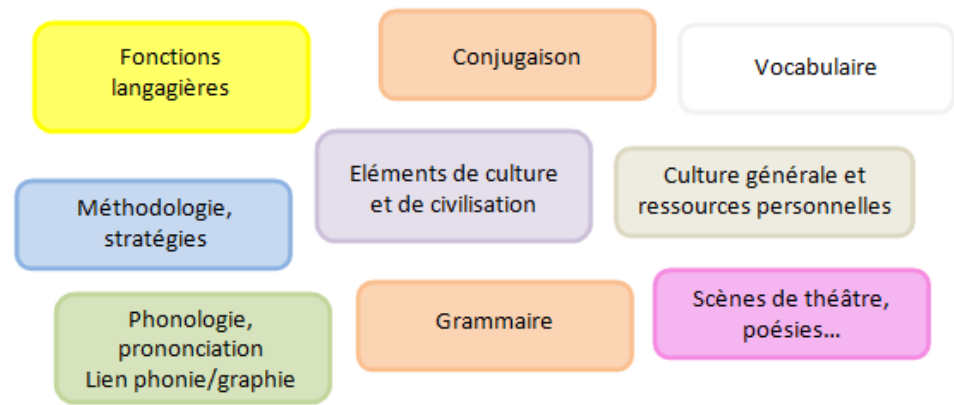 Fonctions
langagières
Conjugaison
Vocabulaire
Méthodologie,
stratégies
Eléments de culture
et de civilisation
Culture générale et
ressources personnelles
Phonologie,
prononciation
Lien phonie/graphie
Grammaire
Scènes de théâtre,
poésies…